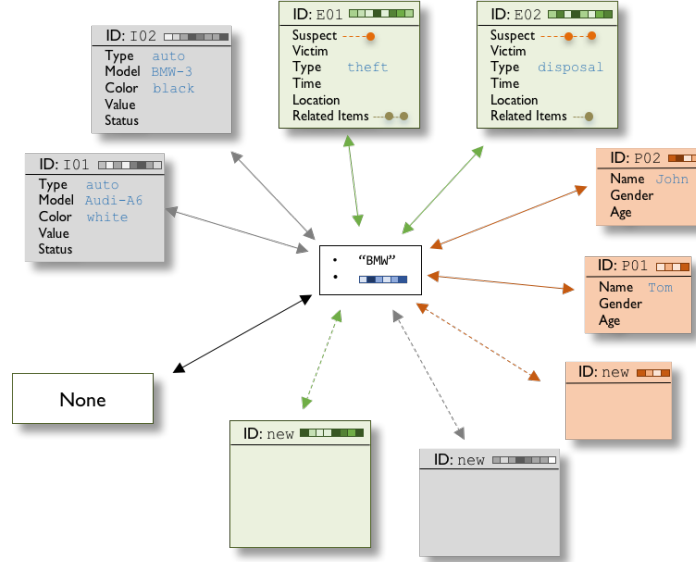 ID: I02
Type auto
Model BMW-3
Color black
Value
Status
ID: E01
Suspect
Victim
Type theft
Time
Location
Related Items
ID: E02
Suspect
Victim
Type disposal
Time
Location
Related Items
ID: I01
Type auto
Model Audi-A6
Color white
Value
Status
ID: P02
Name John
Gender
Age
• “BMW”
•
ID: P01
Name Tom
Gender
Age
None
ID: new
ID: new
ID: new